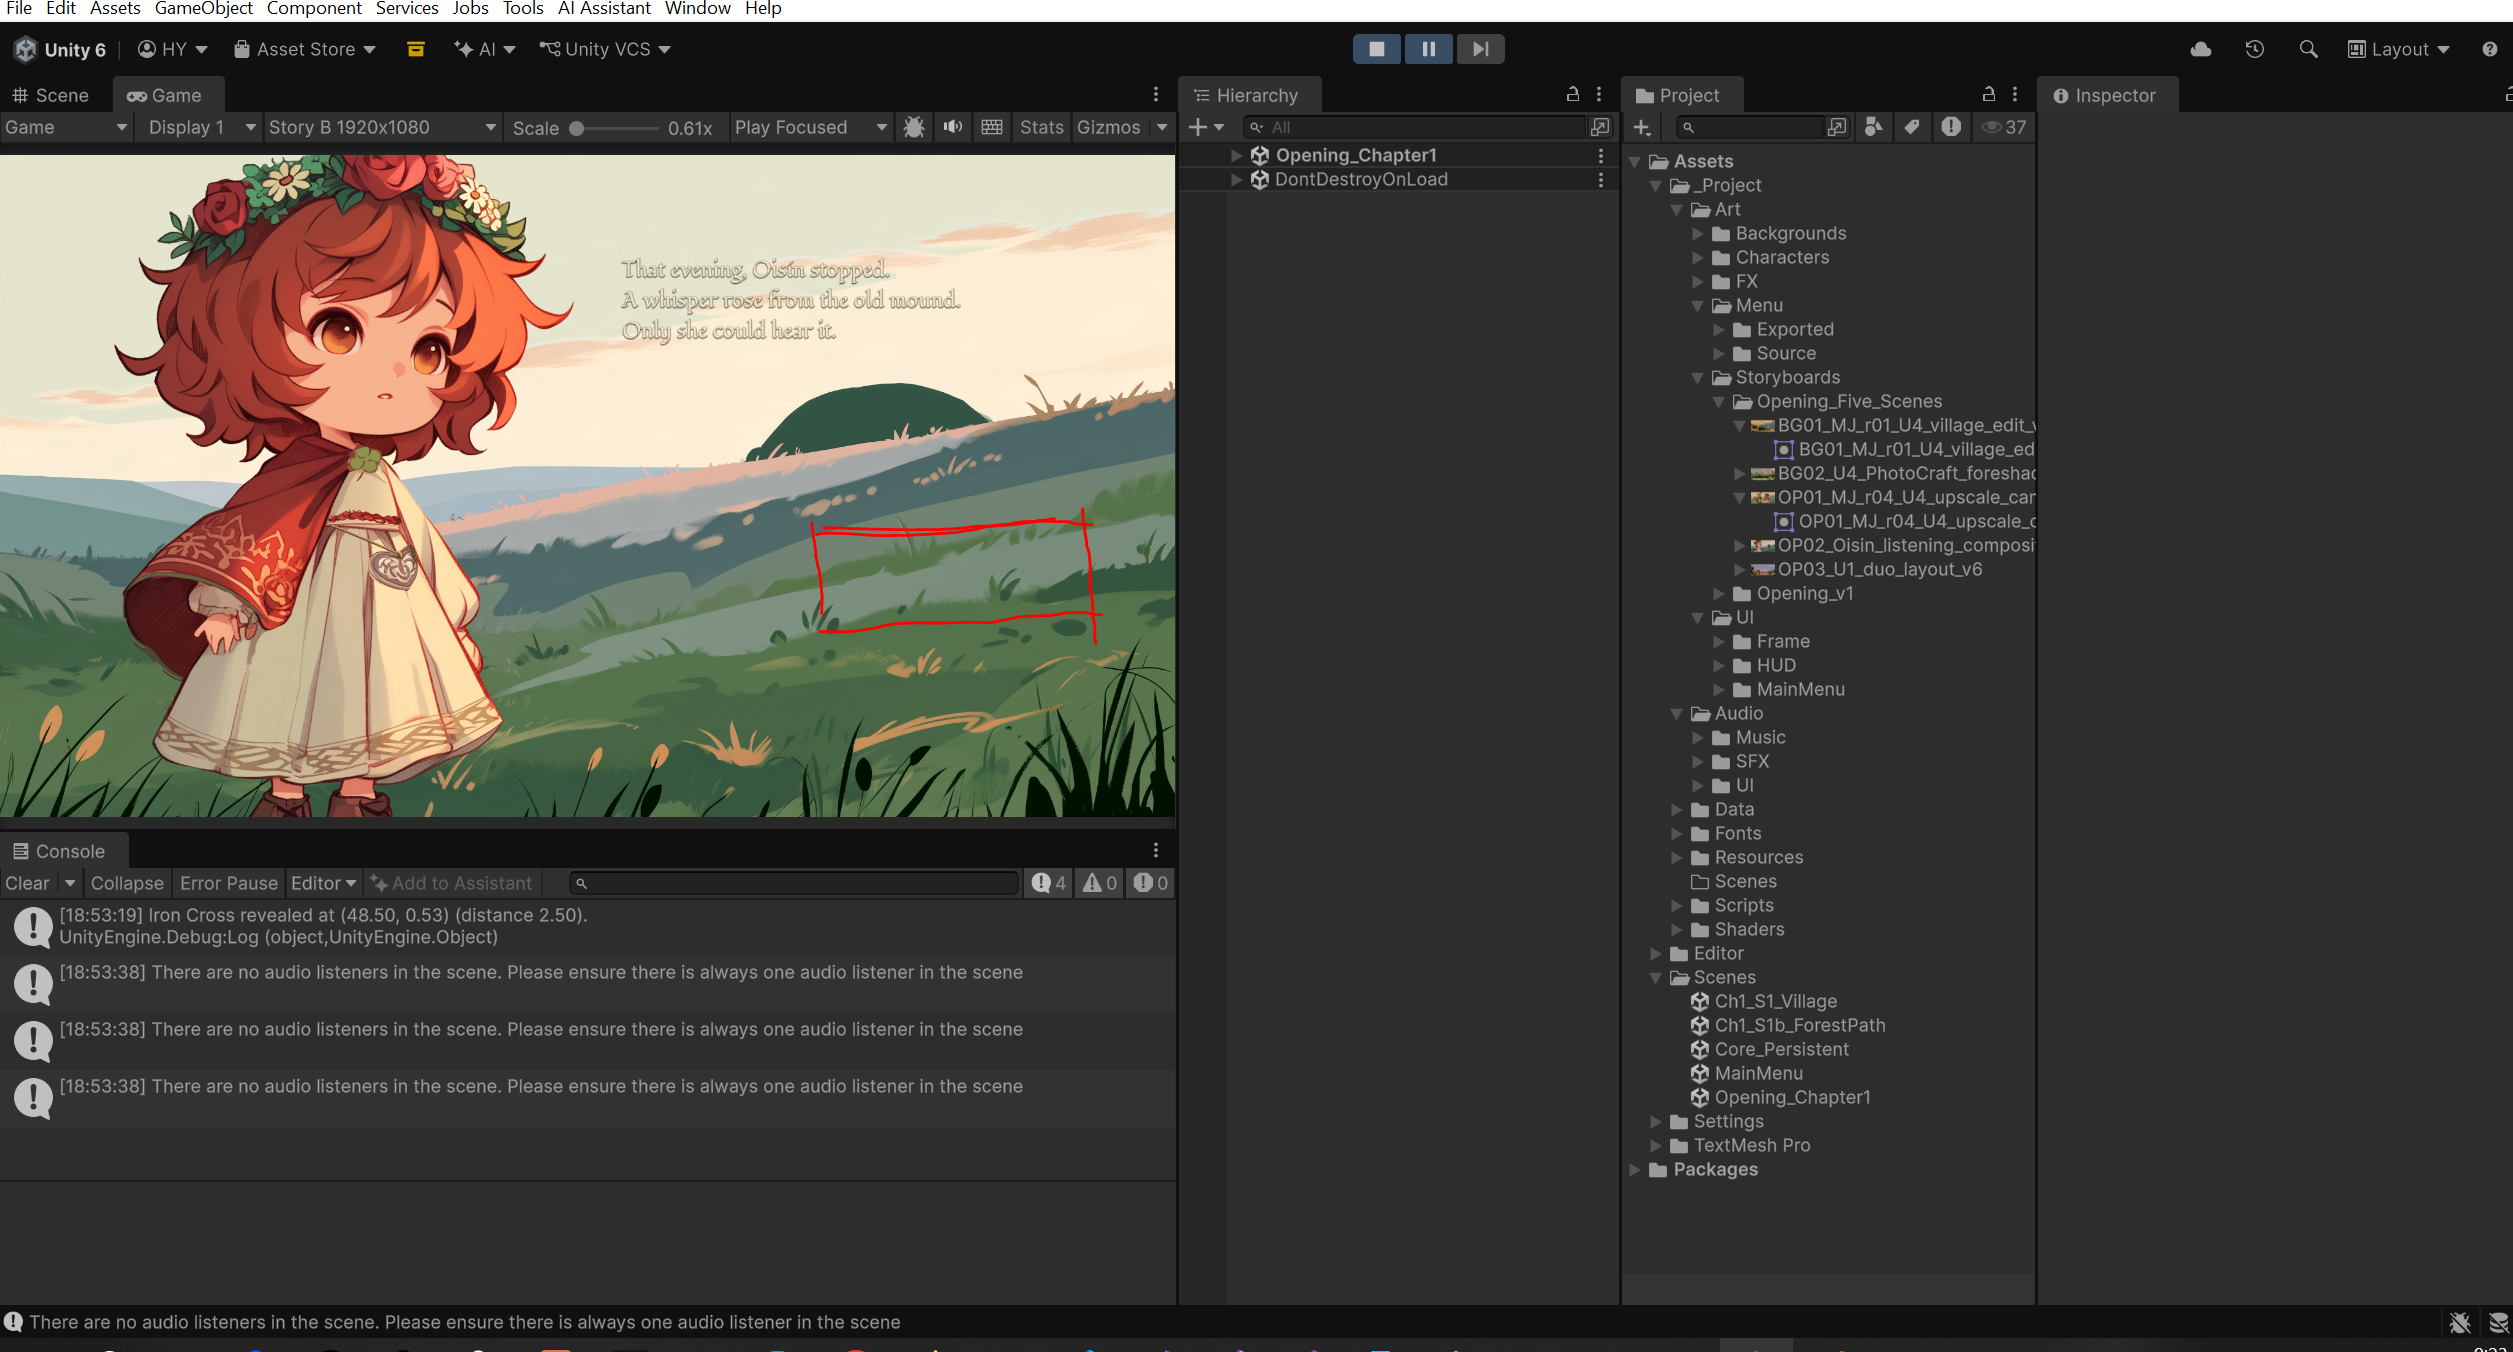 File Edit Assets GameObject Component Services Jobs Tools AI Assistant Window Help
Unity 6 HY Asset Store AI Unity VCS Layout
Scene Game
Game Display 1 Story B 1920x1080 Scale 0.61x Play Focused Stats Gizmos
That evening, Oisín stopped.
A whisper rose from the old mound.
Only she could hear it.
Console
Clear Collapse Error Pause Editor Add to Assistant 4 0 0
[18:53:19] Iron Cross revealed at (48.50, 0.53) (distance 2.50).
UnityEngine.Debug:Log (object,UnityEngine.Object)
[18:53:38] There are no audio listeners in the scene. Please ensure there is always one audio listener in the scene
[18:53:38] There are no audio listeners in the scene. Please ensure there is always one audio listener in the scene
[18:53:38] There are no audio listeners in the scene. Please ensure there is always one audio listener in the scene
Hierarchy
All
Opening_Chapter1
DontDestroyOnLoad
Project
37
Assets
_Project
Art
Backgrounds
Characters
FX
Menu
Exported
Source
Storyboards
Opening_Five_Scenes
BG01_MJ_r01_U4_village_edit_
BG01_MJ_r01_U4_village_ed
BG02_U4_PhotoCraft_foreshad
OP01_MJ_r04_U4_upscale_can
OP01_MJ_r04_U4_upscale_
OP02_Oisin_listening_composi
OP03_U1_duo_layout_v6
Opening_v1
UI
Frame
HUD
MainMenu
Audio
Music
SFX
UI
Data
Fonts
Resources
Scenes
Scripts
Shaders
Editor
Scenes
Ch1_S1_Village
Ch1_S1b_ForestPath
Core_Persistent
MainMenu
Opening_Chapter1
Settings
TextMesh Pro
Packages
Inspector
There are no audio listeners in the scene. Please ensure there is always one audio listener in the scene